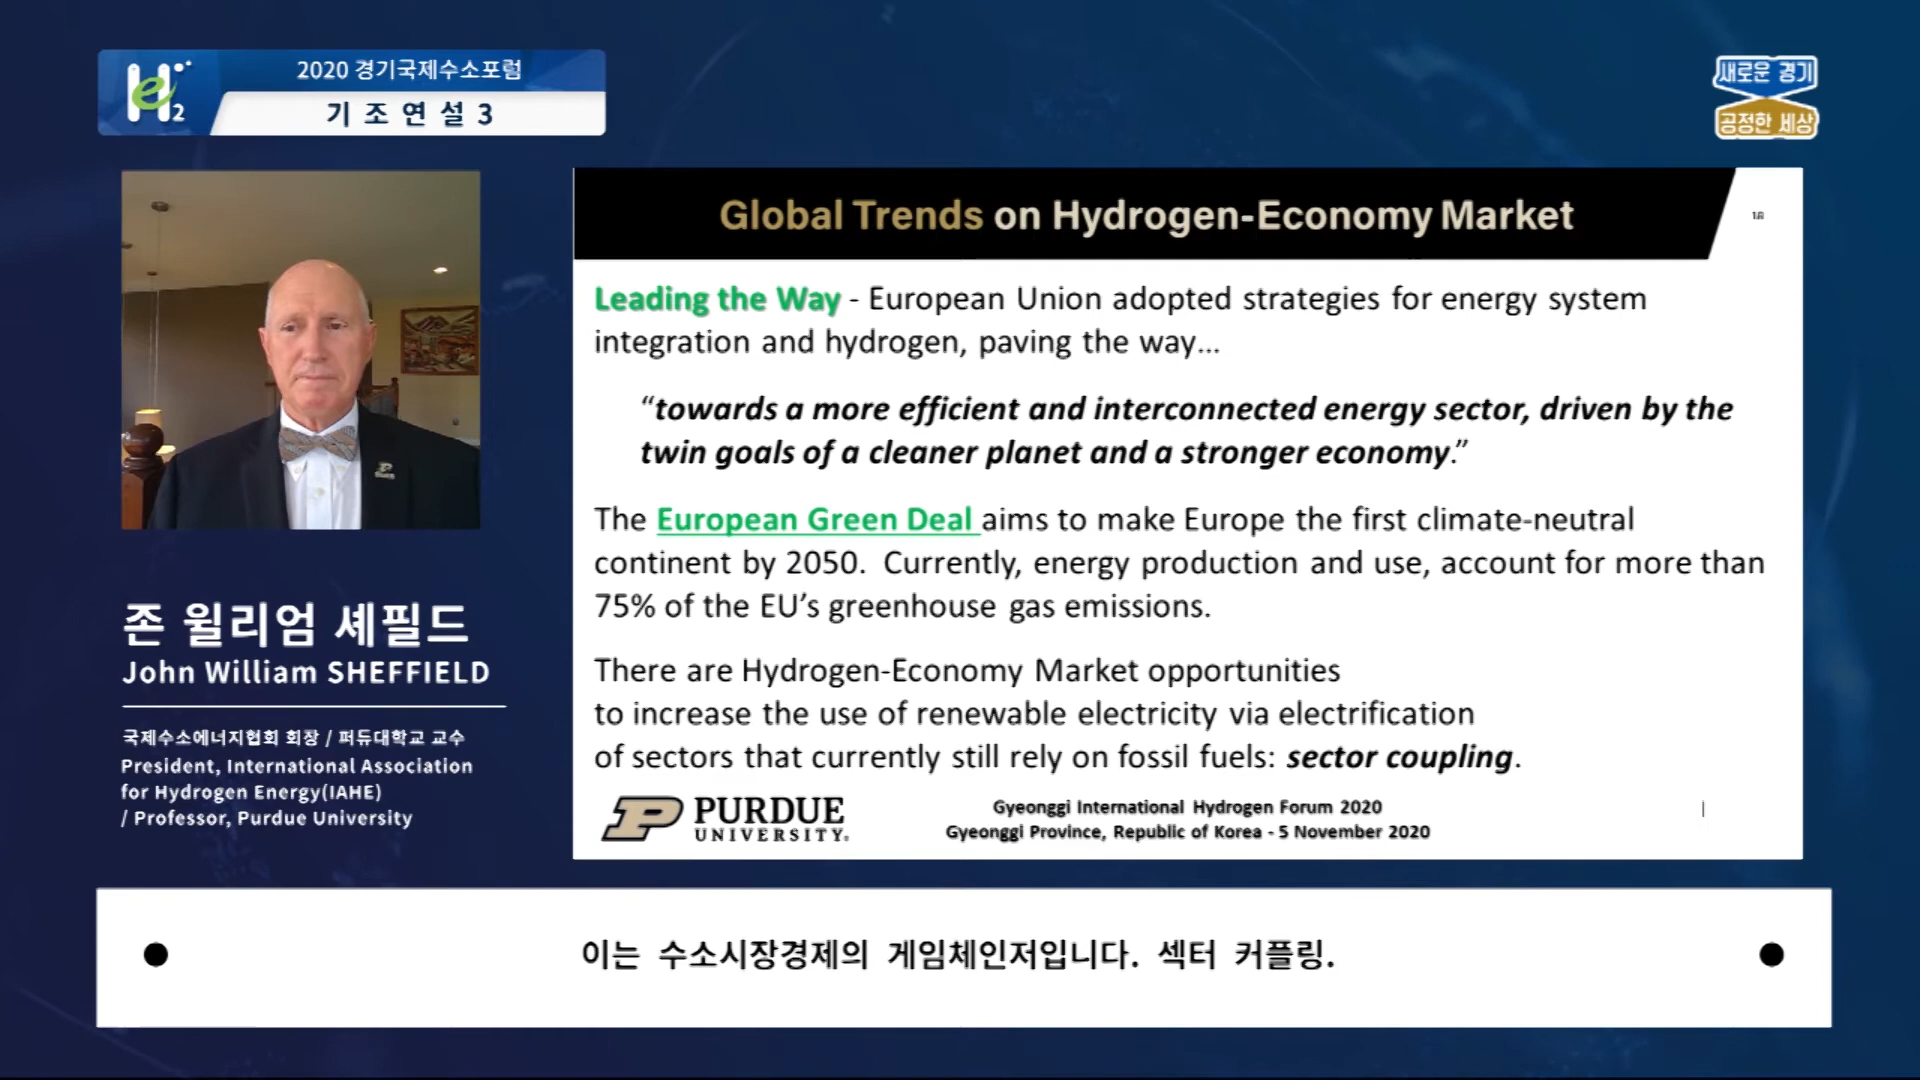 He2
2020 경기국제수소포럼
기조연설3
새로운 경기
공정한 세상
Global Trends on Hydrogen-Economy Market
Leading the Way - European Union adopted strategies for energy system
integration and hydrogen, paving the way...
“towards a more efficient and interconnected energy sector, driven by the
twin goals of a cleaner planet and a stronger economy.”
The European Green Deal aims to make Europe the first climate-neutral
continent by 2050. Currently, energy production and use, account for more than
75% of the EU’s greenhouse gas emissions.
There are Hydrogen-Economy Market opportunities
to increase the use of renewable electricity via electrification
of sectors that currently still rely on fossil fuels: sector coupling.
P PURDUE
UNIVERSITY.
Gyeonggi International Hydrogen Forum 2020
Gyeonggi Province, Republic of Korea - 5 November 2020
존 윌리엄 셰필드
John William SHEFFIELD
국제수소에너지협회 회장 / 퍼듀대학교 교수
President, International Association
for Hydrogen Energy(IAHE)
/ Professor, Purdue University
이는 수소시장경제의 게임체인저입니다. 섹터 커플링.